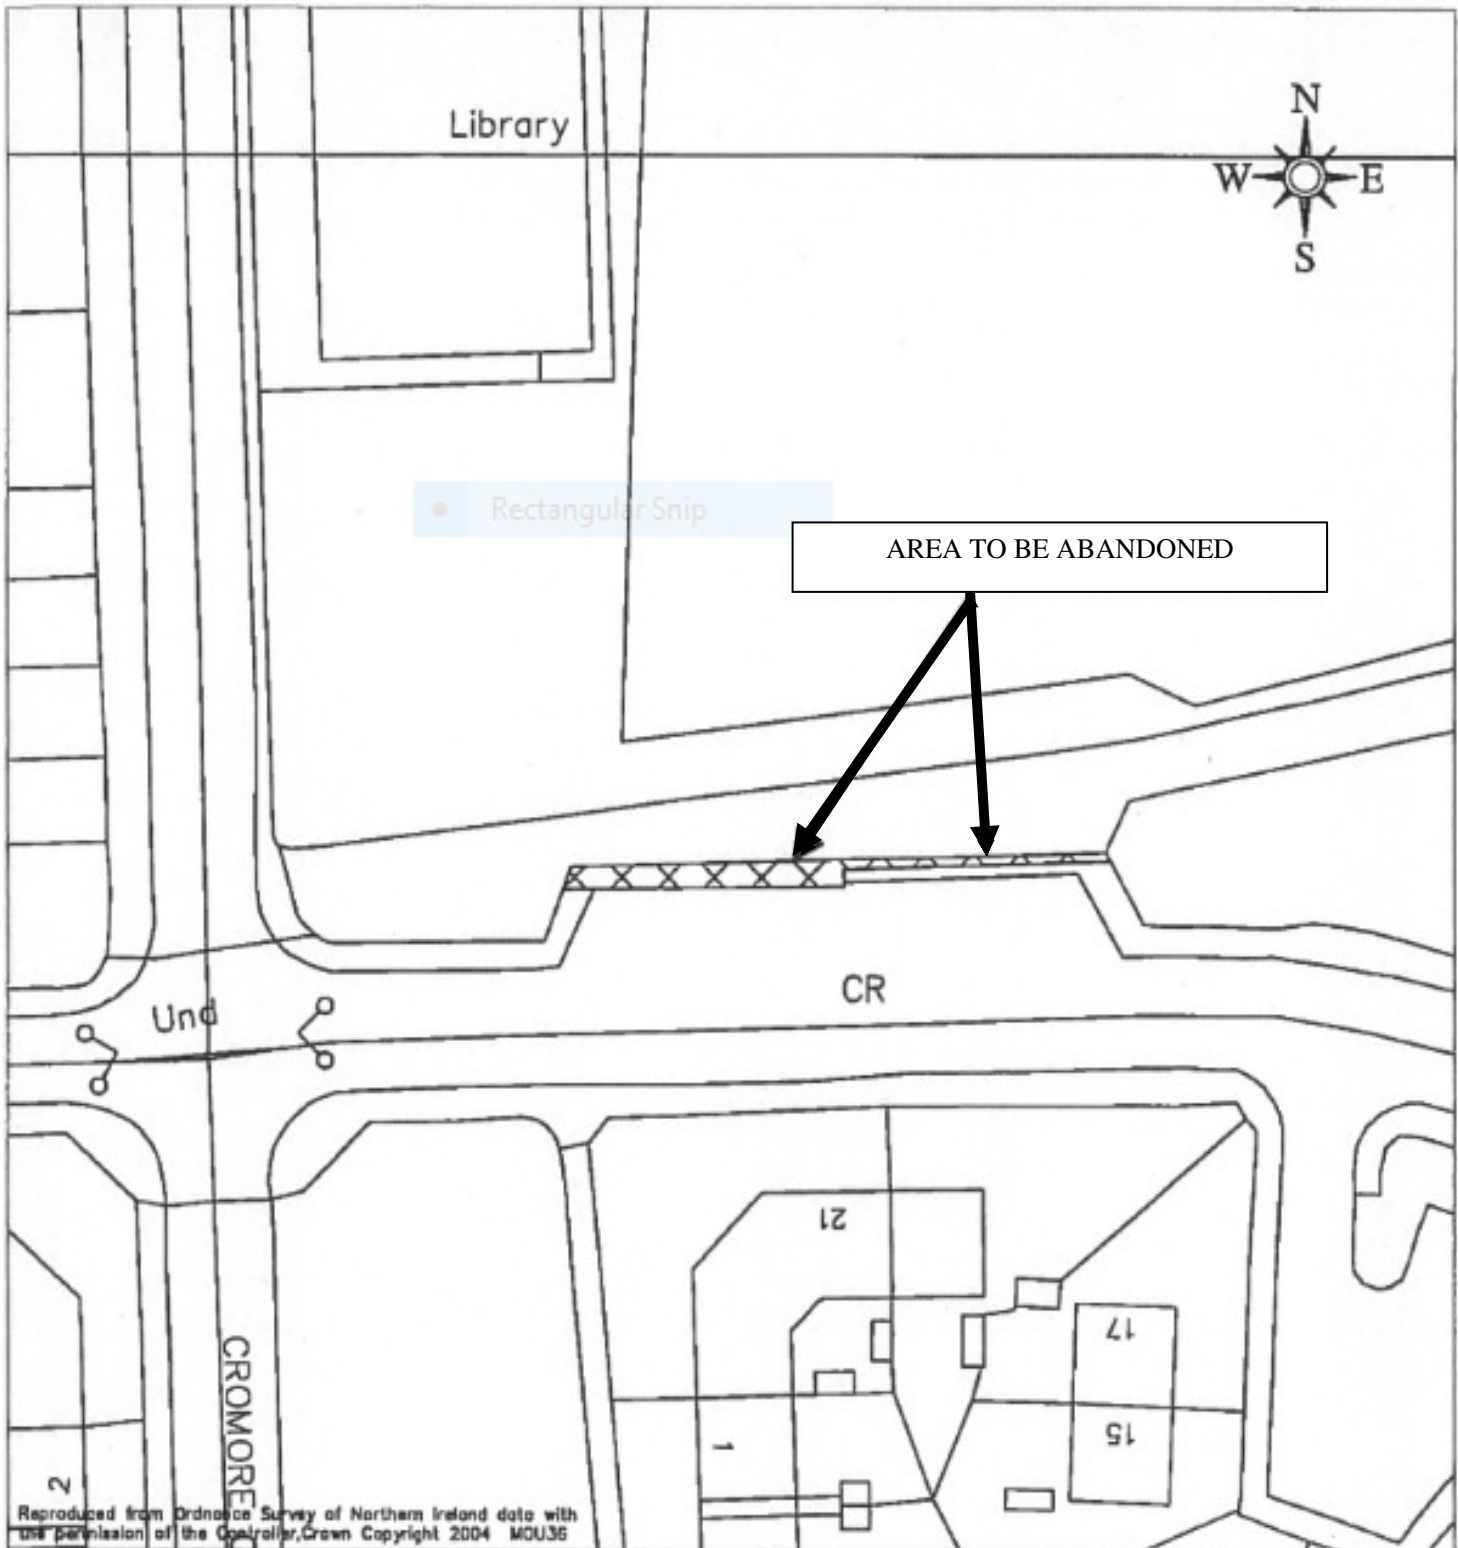 Library
N
W E
S
Rectangular Snip
AREA TO BE ABANDONED
CR
Und
21
17
15
1
CROMORE
2
Reproduced from Ordnance Survey of Northern Ireland data with
the permission of the Controller,Crown Copyright 2004 MOU36